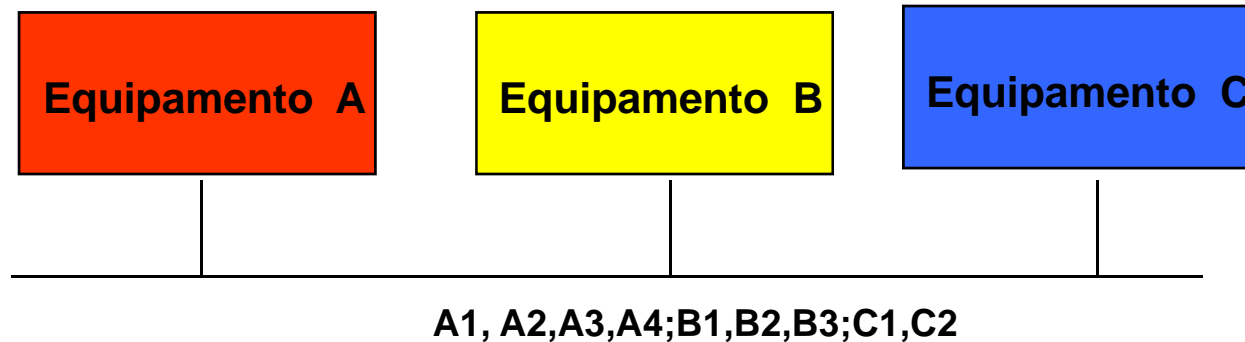 Equipamento A
Equipamento B
Equipamento C
A1, A2,A3,A4;B1,B2,B3;C1,C2